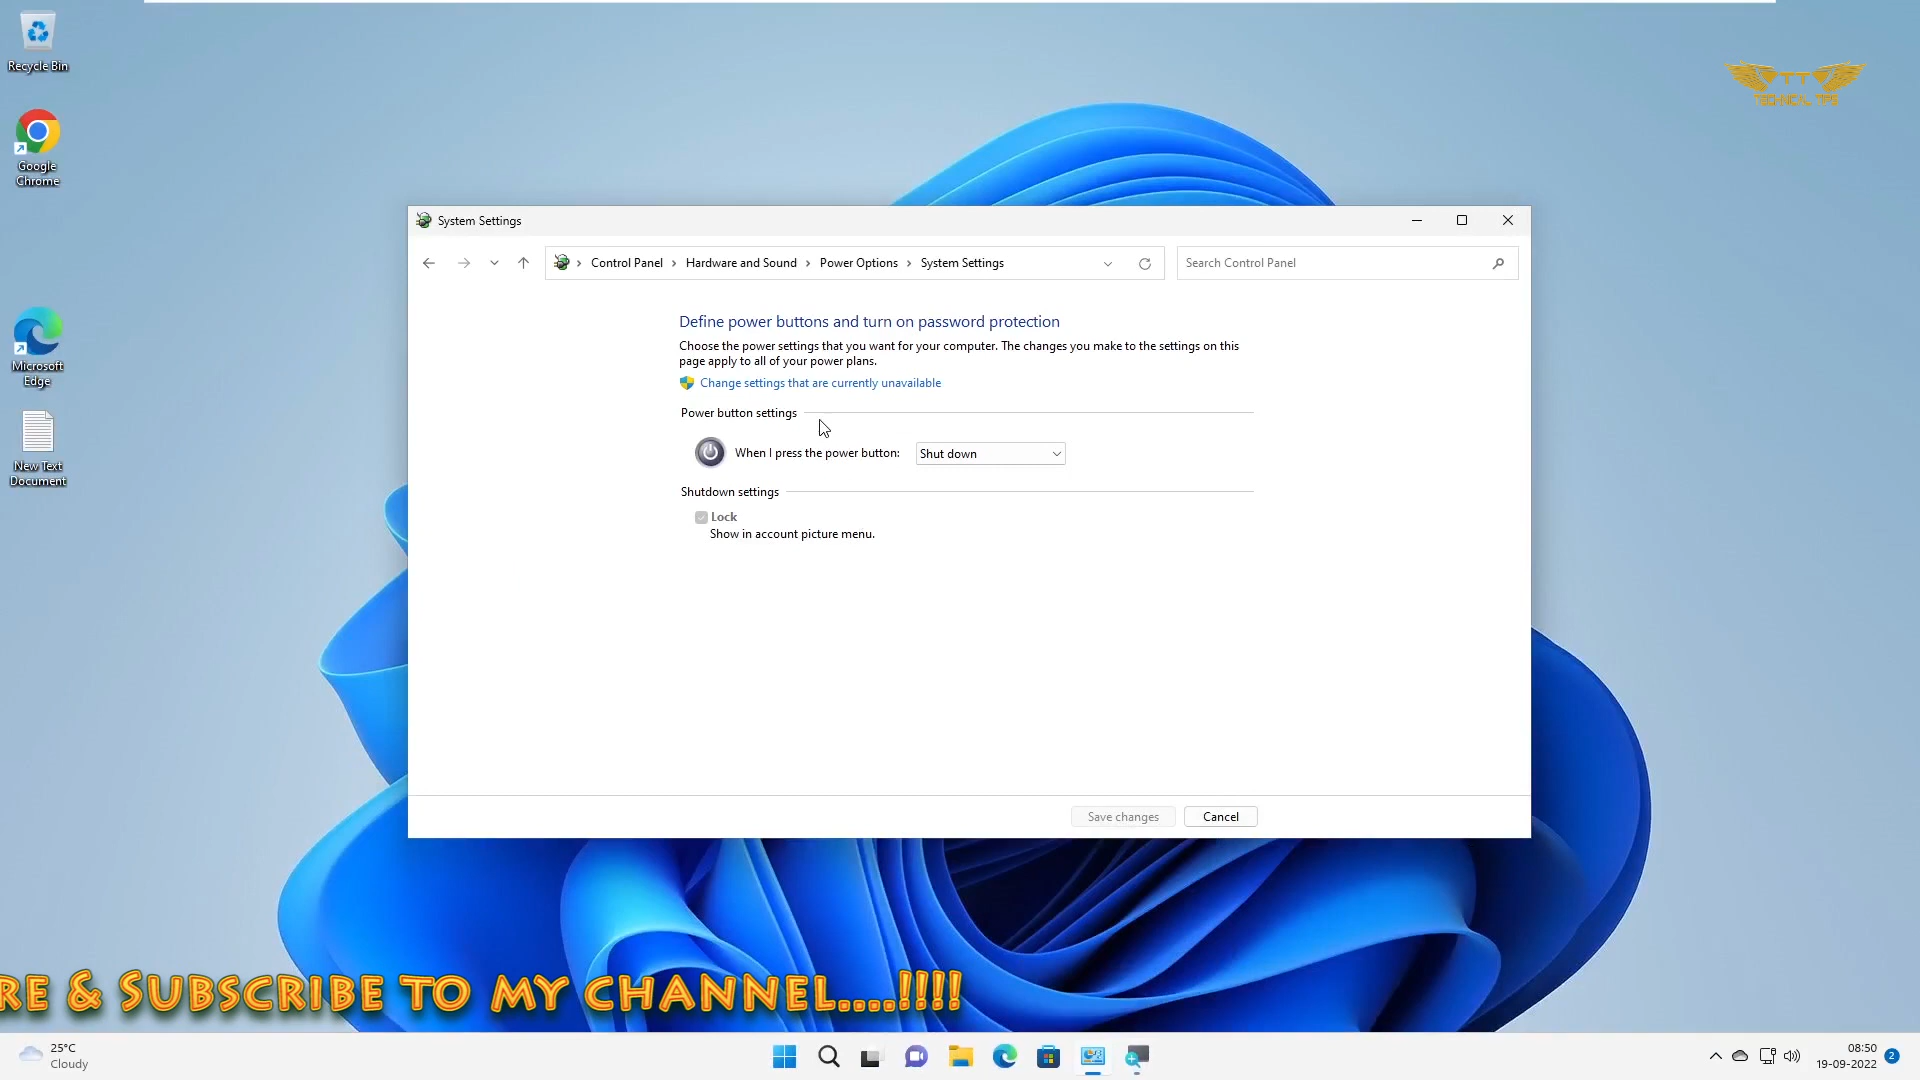 Recycle Bin
Google
Chrome
Microsoft
Edge
New Text
Document
TT
TECHNICAL TIPS
System Settings
Control Panel
Hardware and Sound
Power Options
System Settings
Search Control Panel
Define power buttons and turn on password protection
Choose the power settings that you want for your computer. The changes you make to the settings on this
page apply to all of your power plans.
Change settings that are currently unavailable
Power button settings
When I press the power button:
Shut down
Shutdown settings
Lock
Show in account picture menu.
Save changes
Cancel
RE & SUBSCRIBE TO MY CHANNEL....!!!!
25°C
Cloudy
08:50
19-09-2022
2